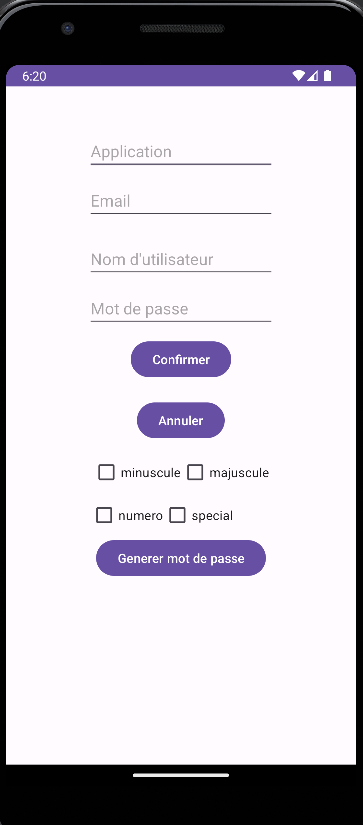 6:20
Application
Email
Nom d'utilisateur
Mot de passe
Confirmer
Annuler
minuscule majuscule
numero special
Generer mot de passe